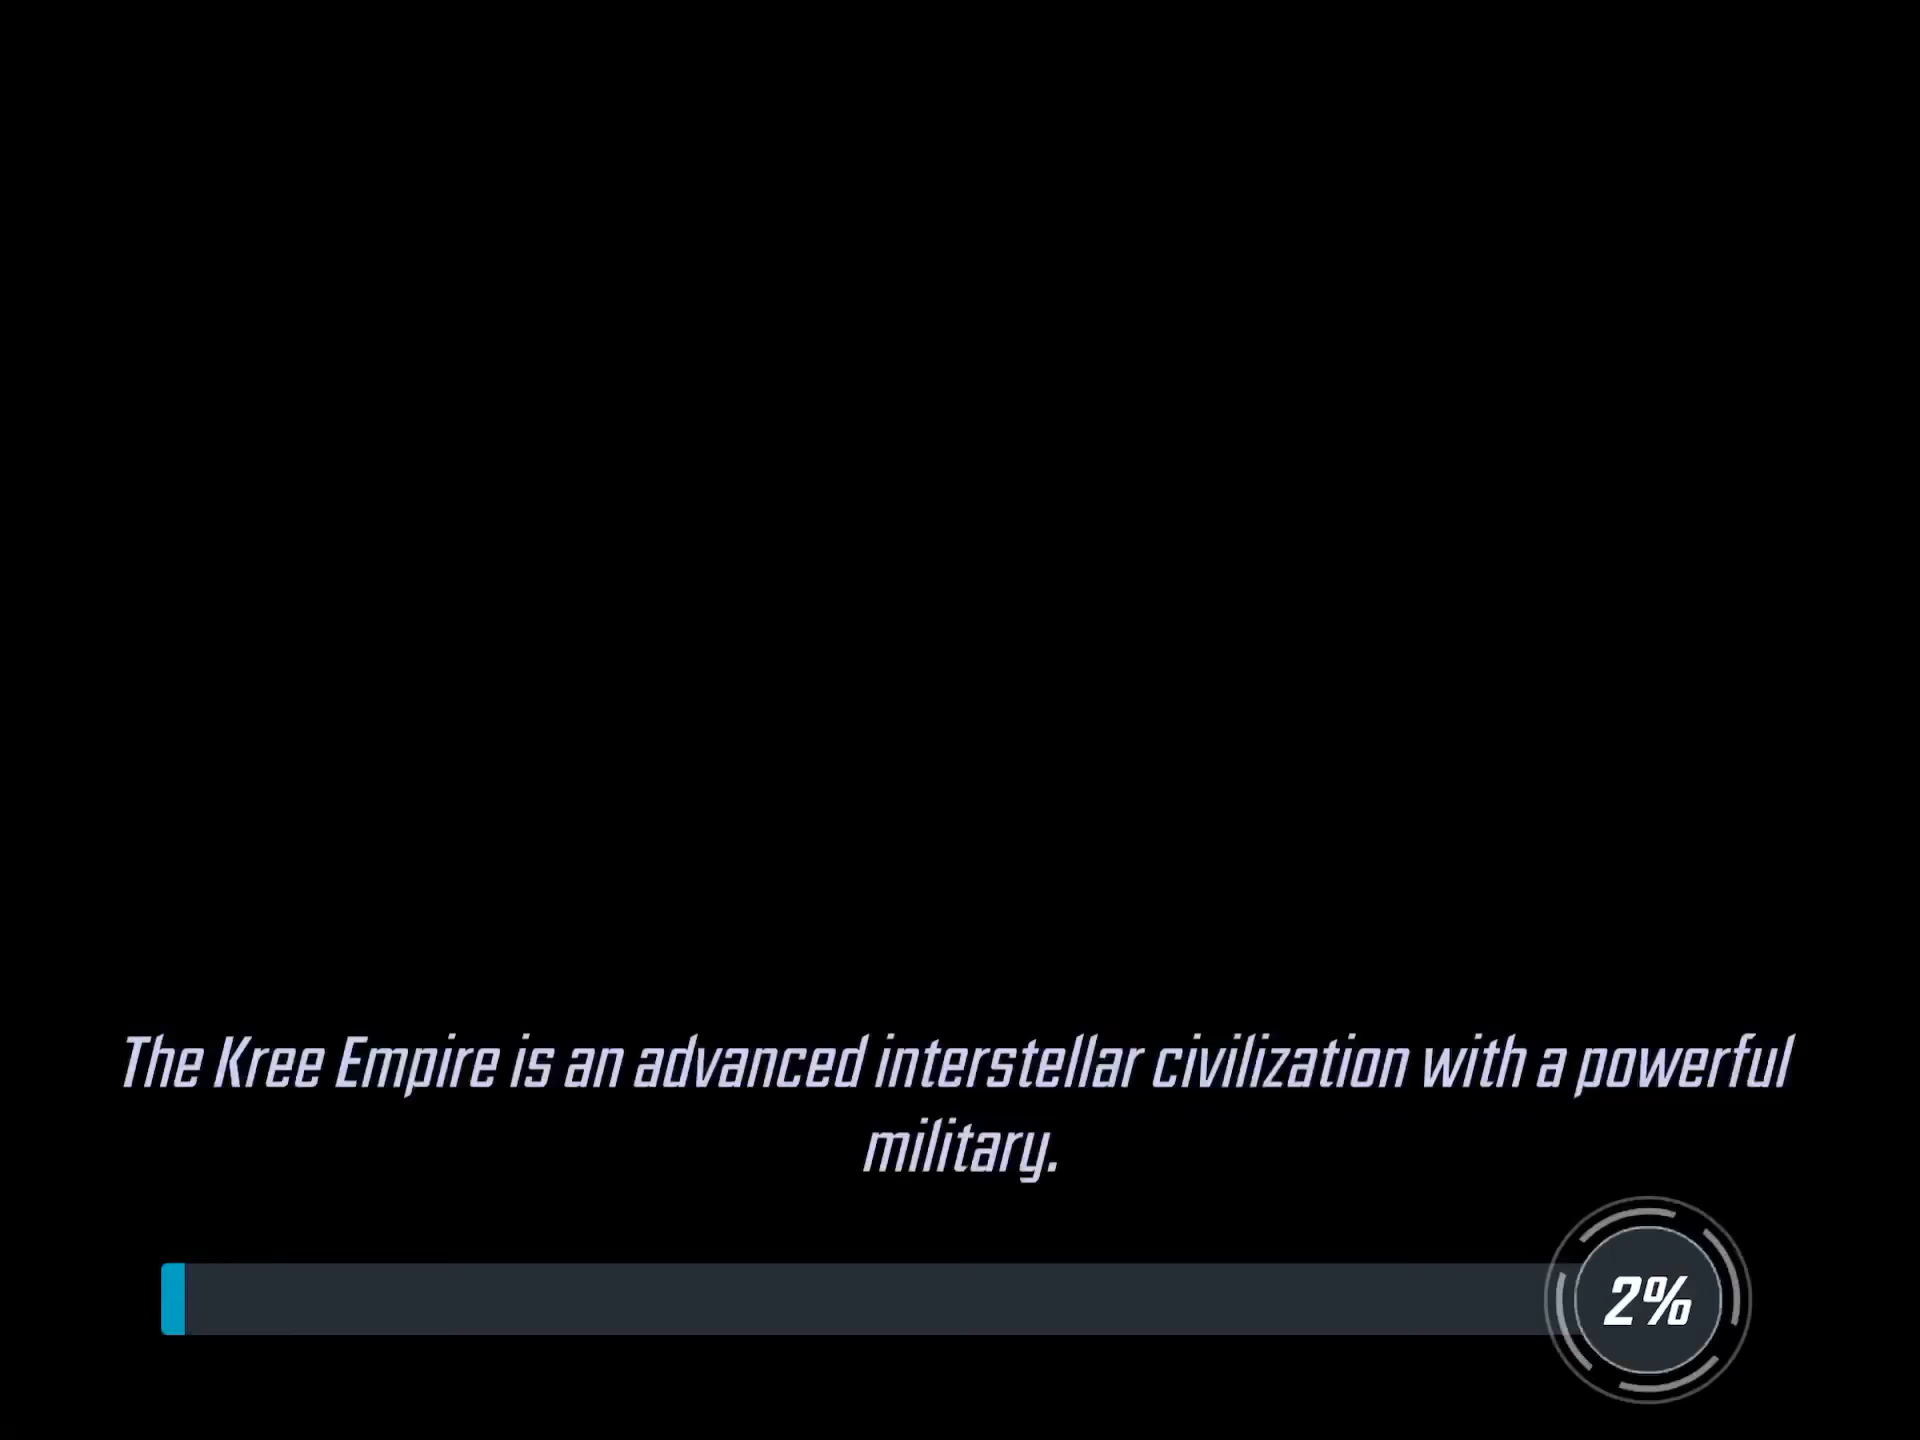 The Kree Empire is an advanced interstellar civilization with a powerful
military.
2%